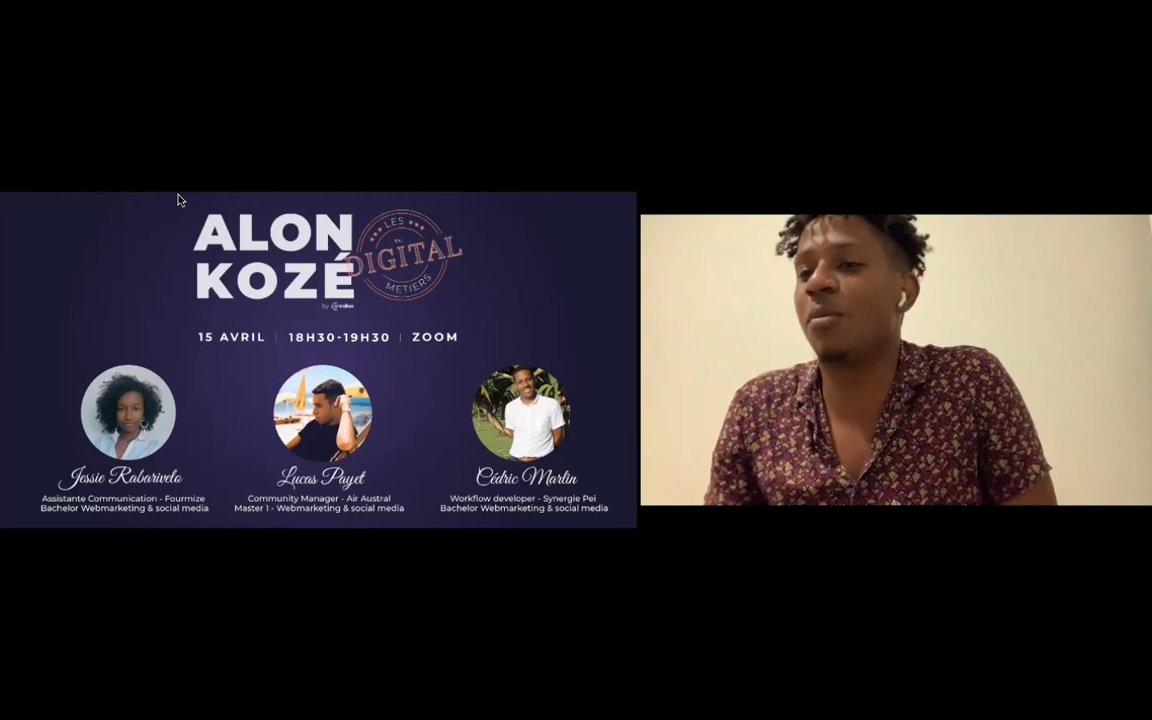 ALON
KOZÉ
LES
DU
DIGITAL
METIERS
by
15 AVRIL | 18H30-19H30 | ZOOM
Jessie Rabarivelo
Assistante Communication - Fourmize
Bachelor Webmarketing & social media
Lucas Payet
Community Manager - Air Austral
Master 1 - Webmarketing & social media
Cédric Marlin
Workflow developer - Synergie Pei
Bachelor Webmarketing & social media